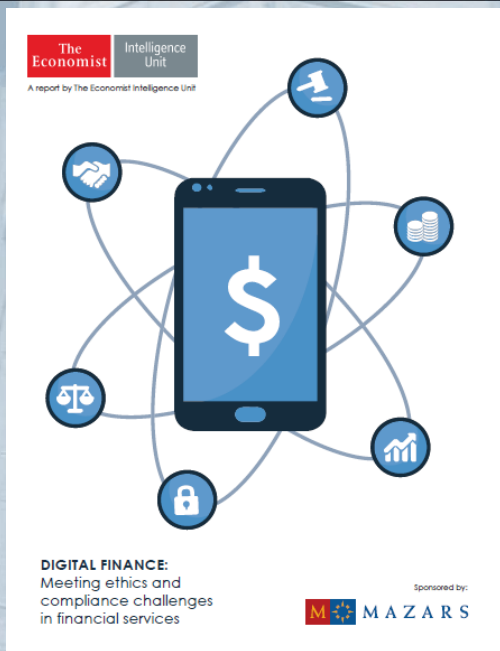 The
Economist
Intelligence
Unit
A report by The Economist Intelligence Unit
$
DIGITAL FINANCE:
Meeting ethics and
compliance challenges
in financial services
Sponsored by:
M MAZARS